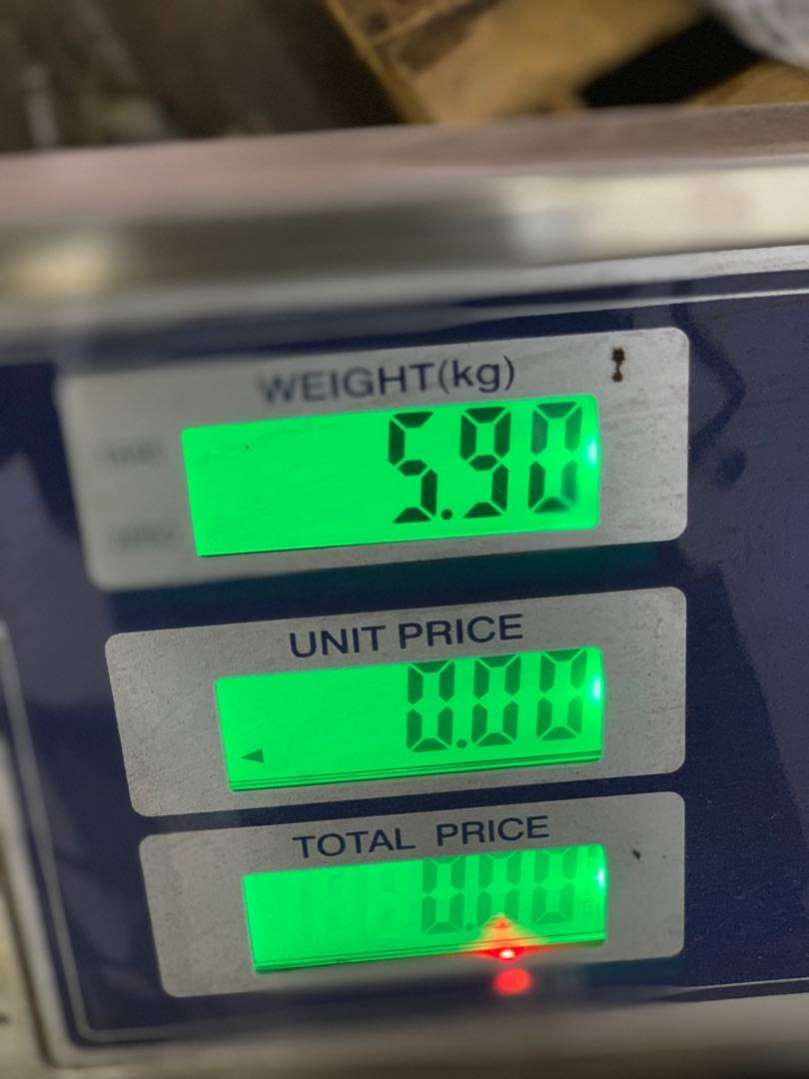 WEIGHT(kg)
5.90
UNIT PRICE
0.00
TOTAL PRICE
0.00